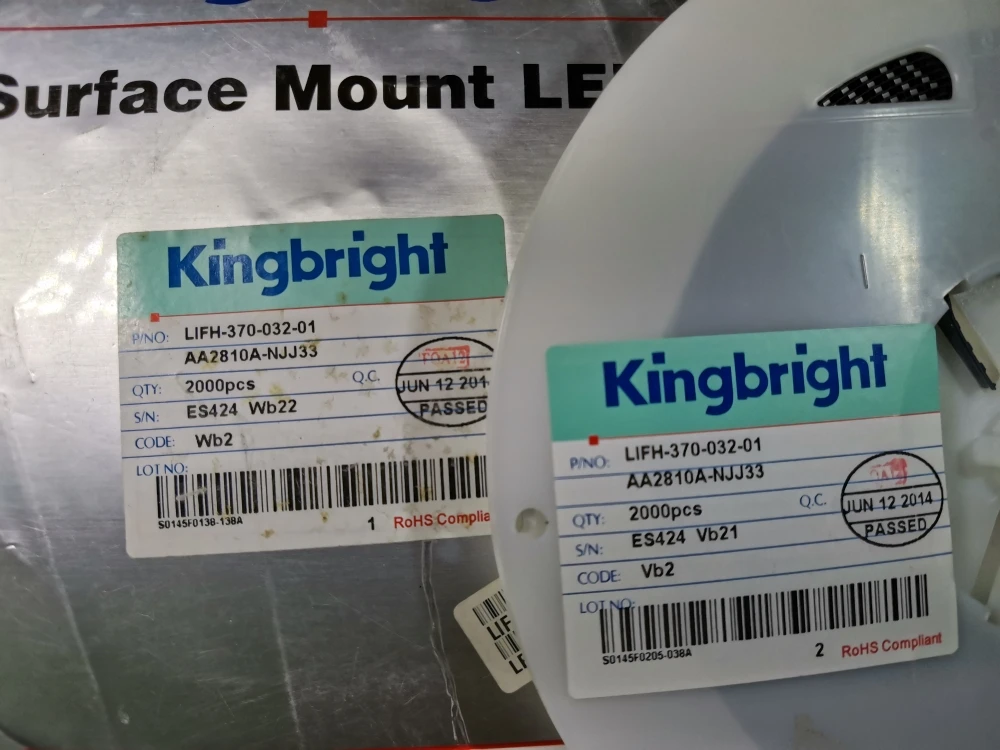 Surface Mount
Kingbright
P/NO: LIFH-370-032-01
AA2810A-NJJ33
QTY: 2000pcs
Q.C.
JUN 12 201
PASSED
S/N: ES424 Wb22
CODE: Wb2
LOT NO:
S0145F0138-138A
1 RoHS Complia
Kingbright
P/NO: LIFH-370-032-01
AA2810A-NJJ33
QTY: 2000pcs
Q.C.
JUN 12 2014
PASSED
S/N: ES424 Vb21
CODE: Vb2
LOT NO:
S0145F0205-038A
2 RoHS Compliant